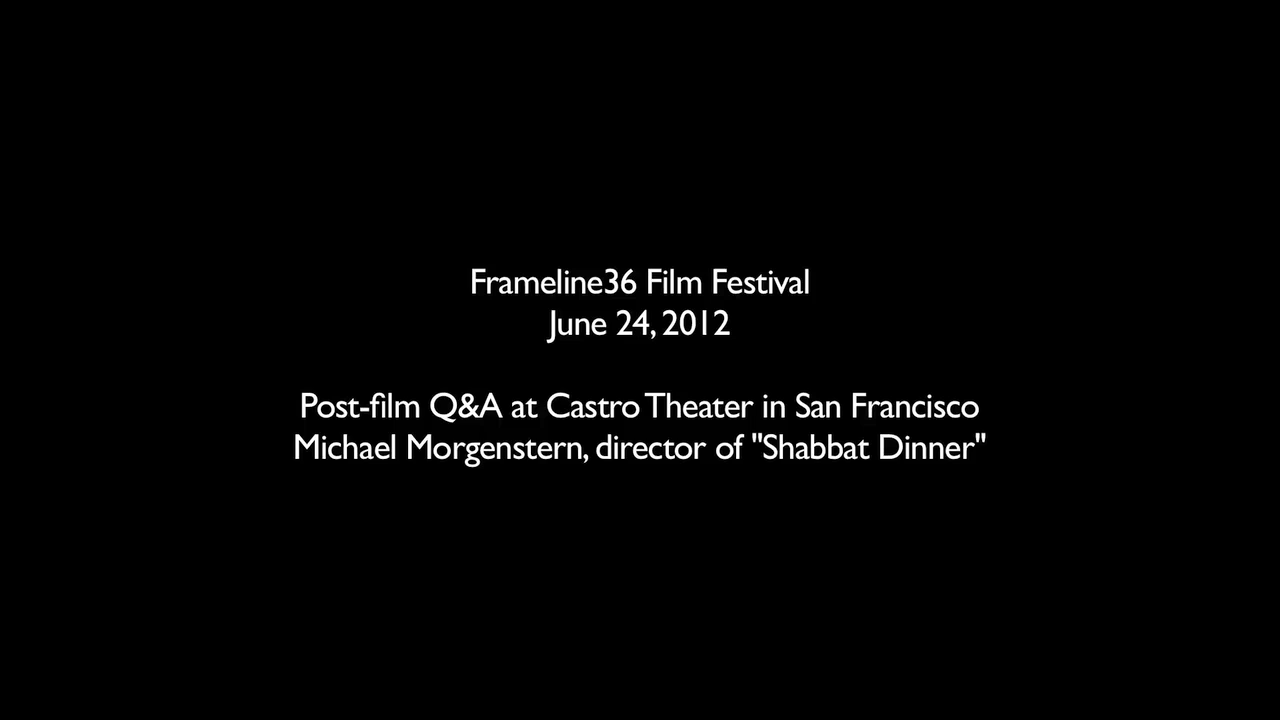 Frameline36 Film Festival
June 24, 2012
Post-film Q&A at Castro Theater in San Francisco
Michael Morgenstern, director of "Shabbat Dinner"